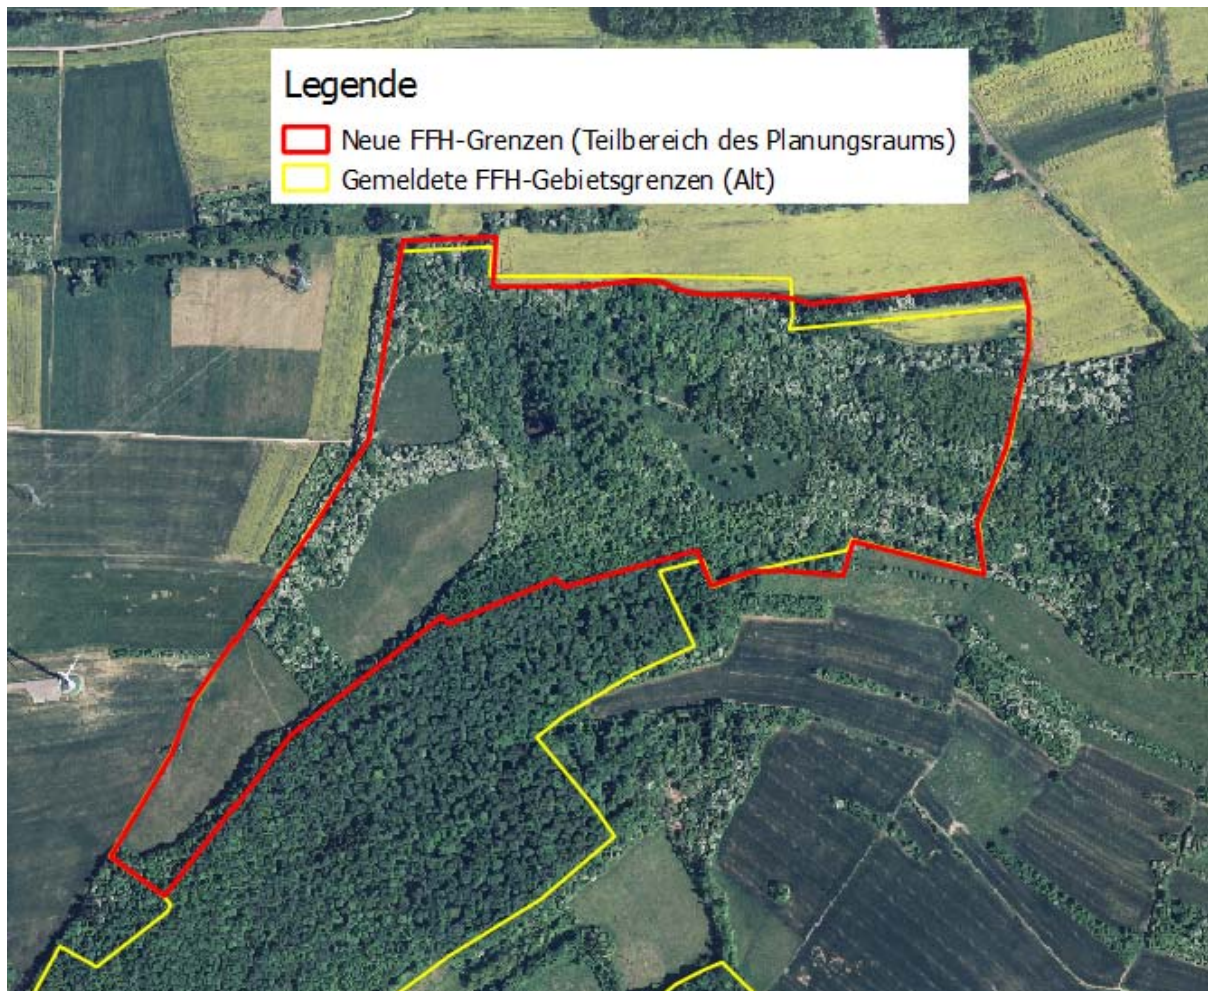 Legende
Neue FFH-Grenzen (Teilbereich des Planungsraums)
Gemeldete FFH-Gebietsgrenzen (Alt)